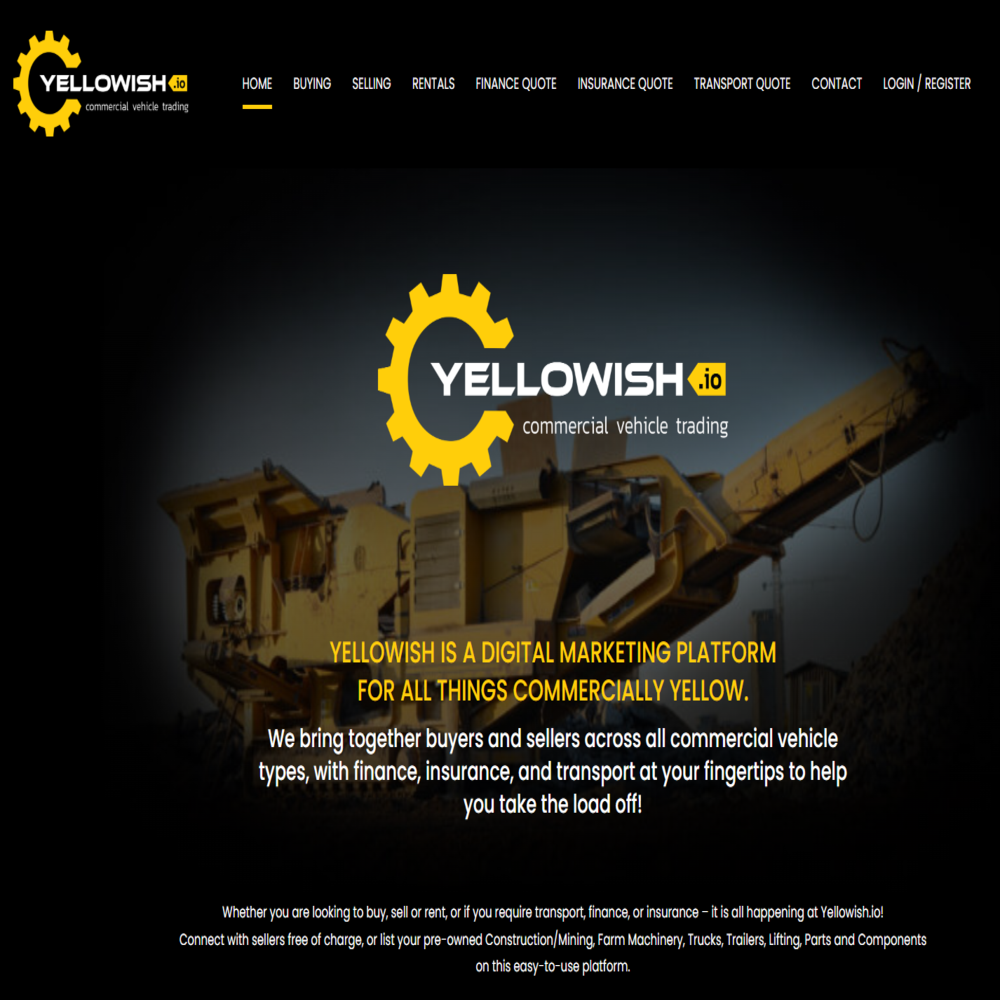 YELLOWISH .io
commercial vehicle trading
HOME BUYING SELLING RENTALS FINANCE QUOTE INSURANCE QUOTE TRANSPORT QUOTE CONTACT LOGIN / REGISTER
YELLOWISH .io
commercial vehicle trading
YELLOWISH IS A DIGITAL MARKETING PLATFORM
FOR ALL THINGS COMMERCIALLY YELLOW.
We bring together buyers and sellers across all commercial vehicle
types, with finance, insurance, and transport at your fingertips to help
you take the load off!
Whether you are looking to buy, sell or rent, or if you require transport, finance, or insurance – it is all happening at Yellowish.io!
Connect with sellers free of charge, or list your pre-owned Construction/Mining, Farm Machinery, Trucks, Trailers, Lifting, Parts and Components
on this easy-to-use platform.